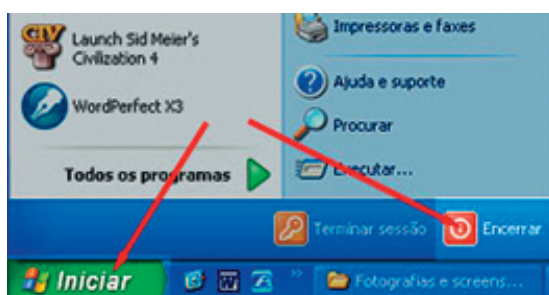 Launch Sid Meier's
Civilization 4
WordPerfect X3
Todos os programas
Impressoras e faxes
Ajuda e suporte
Procurar
Executar...
Terminar sessão
Encerrar
Iniciar
Fotografias e screens...